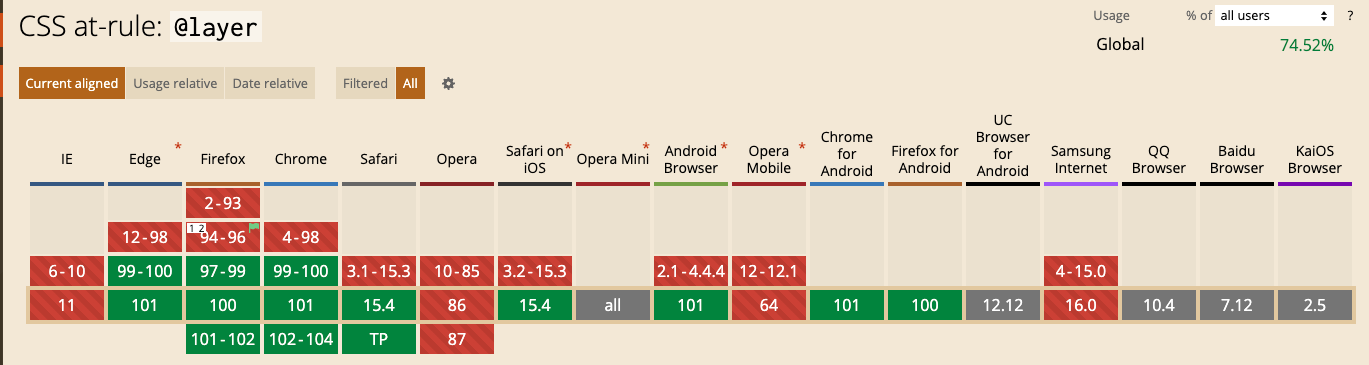 CSS at-rule: @layer
Usage % of all users ?
Global 74.52%
Current aligned Usage relative Date relative Filtered All
IE
Edge *
Firefox
Chrome
Safari
Opera
Safari on iOS *
Opera Mini *
Android Browser *
Opera Mobile *
Chrome for Android
Firefox for Android
UC Browser for Android
Samsung Internet
QQ Browser
Baidu Browser
KaiOS Browser
2-93
12-98 1 2 94-96 4-98
6-10 99-100 97-99 99-100 3.1-15.3 10-85 3.2-15.3 2.1-4.4.4 12-12.1 4-15.0
11 101 100 101 15.4 86 15.4 all 101 64 101 100 12.12 16.0 10.4 7.12 2.5
101-102 102-104 TP 87